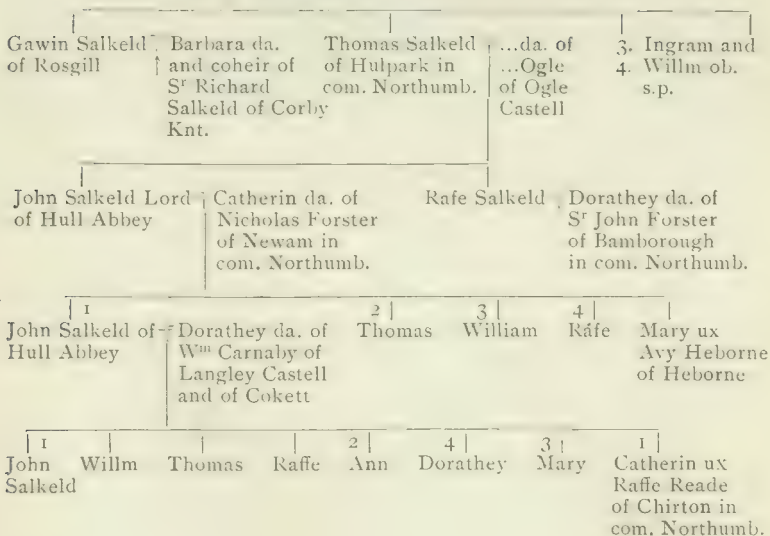 Gawin Salkeld
of Rosgill
Barbara da.
and coheir of
Sʳ Richard
Salkeld of Corby
Knt.
Thomas Salkeld
of Hulpark in
com. Northumb.
...da. of
...Ogle
of Ogle
Castell
3. Ingram and
4. Willm ob.
s.p.
John Salkeld Lord
of Hull Abbey
Catherin da. of
Nicholas Forster
of Newam in
com. Northumb.
Rafe Salkeld
Dorathey da. of
Sʳ John Forster
of Bamborough
in com. Northumb.
1
John Salkeld of
Hull Abbey
Dorathey da. of
Wᵐ Carnaby of
Langley Castell
and of Cokett
2
Thomas
3
William
4
Rafe
Mary ux
Avy Heborne
of Heborne
1
John
Salkeld
Willm
Thomas
Raffe
2
Ann
4
Dorathey
3
Mary
1
Catherin ux
Raffe Reade
of Chirton in
com. Northumb.